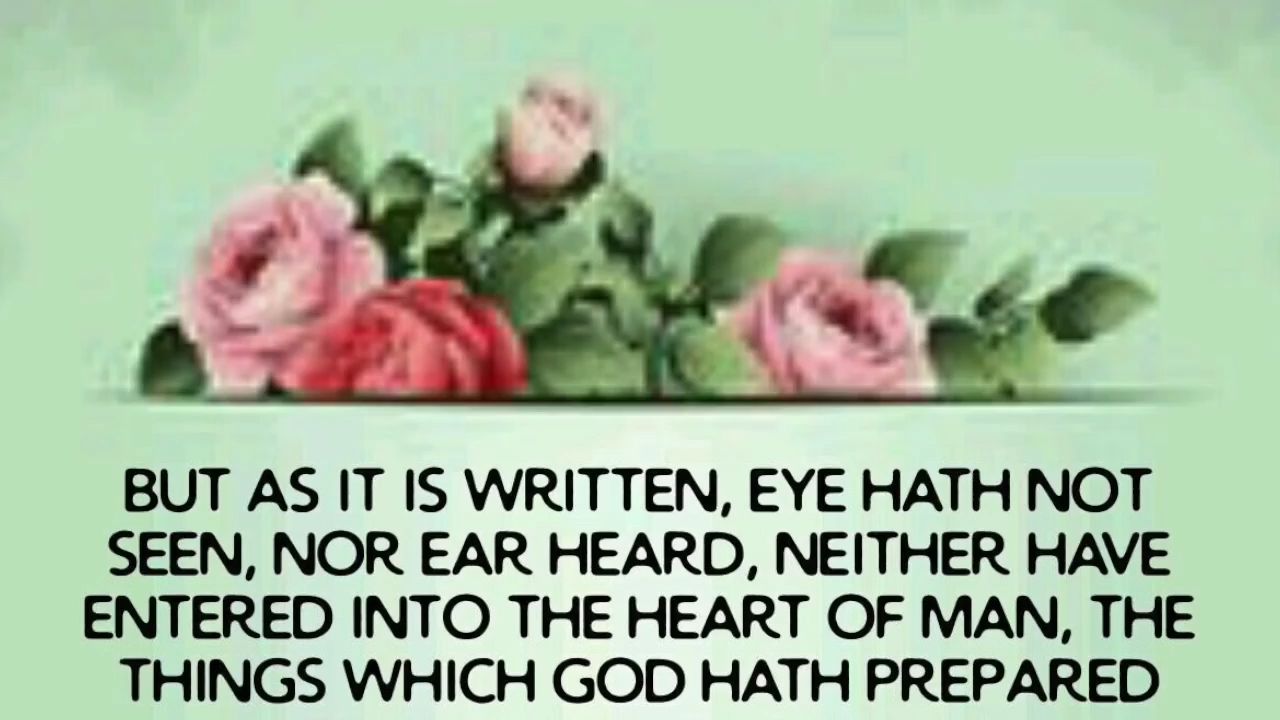 BUT AS IT IS WRITTEN, EYE HATH NOT
SEEN, NOR EAR HEARD, NEITHER HAVE
ENTERED INTO THE HEART OF MAN, THE
THINGS WHICH GOD HATH PREPARED